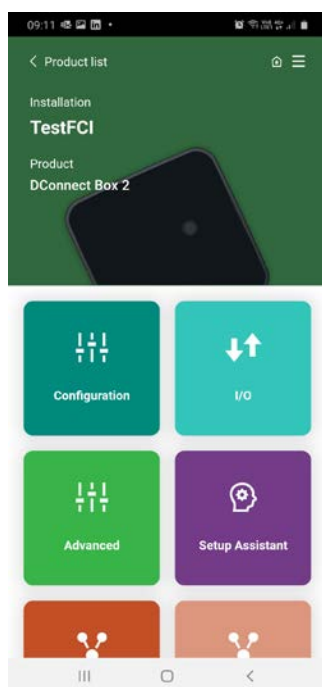 09:11
Product list
Installation
TestFCI
Product
DConnect Box 2
Configuration
I/O
Advanced
Setup Assistant